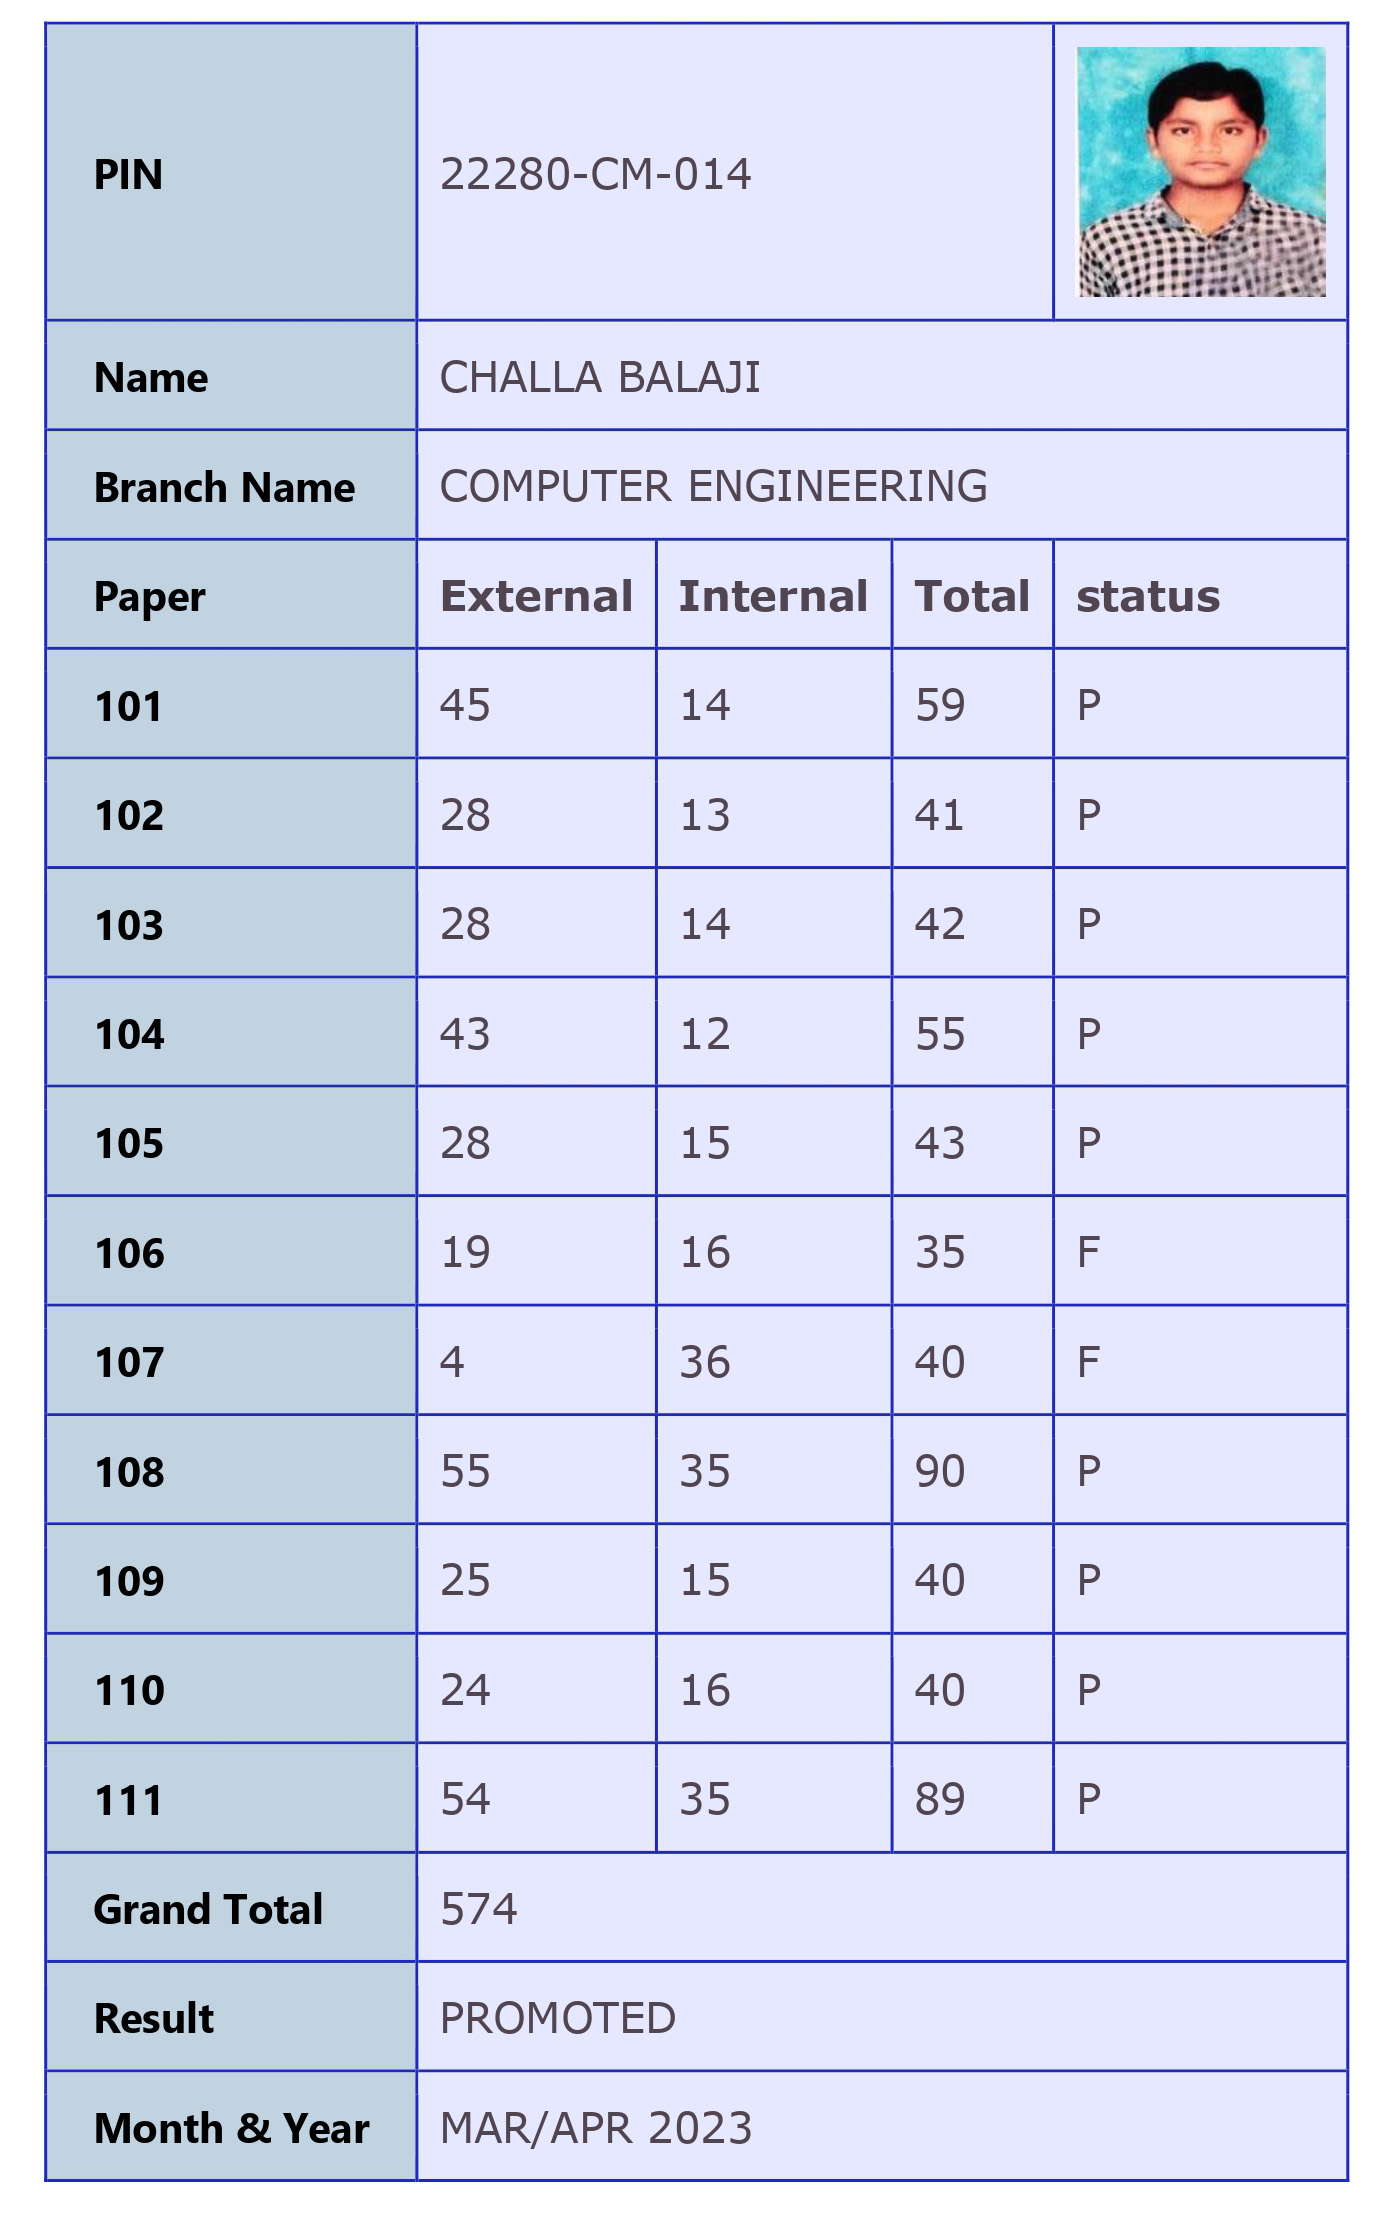 PIN 22280-CM-014
Name CHALLA BALAJI
Branch Name COMPUTER ENGINEERING
Paper External Internal Total status
101 45 14 59 P
102 28 13 41 P
103 28 14 42 P
104 43 12 55 P
105 28 15 43 P
106 19 16 35 F
107 4 36 40 F
108 55 35 90 P
109 25 15 40 P
110 24 16 40 P
111 54 35 89 P
Grand Total 574
Result PROMOTED
Month & Year MAR/APR 2023